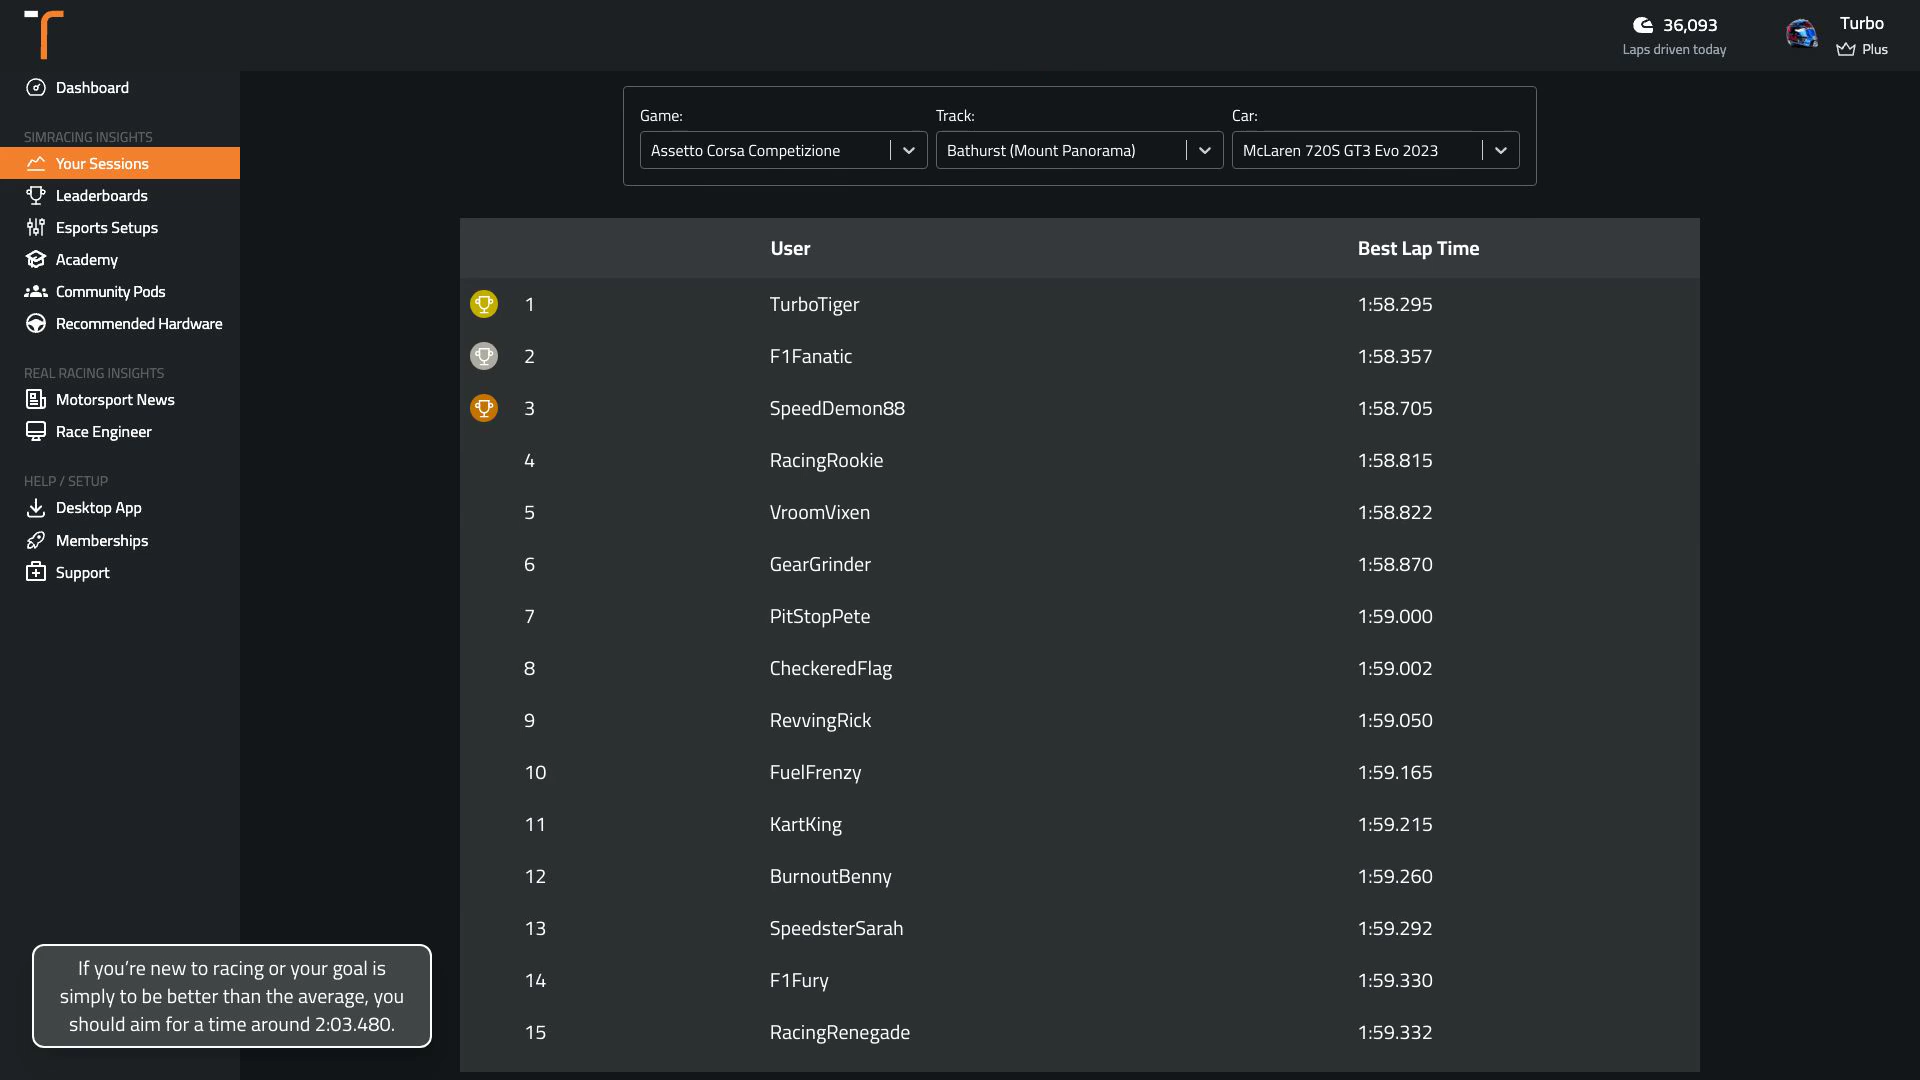 36,093
Laps driven today
Turbo
Plus
Dashboard
SIMRACING INSIGHTS
Your Sessions
Leaderboards
Esports Setups
Academy
Community Pods
Recommended Hardware
REAL RACING INSIGHTS
Motorsport News
Race Engineer
HELP / SETUP
Desktop App
Memberships
Support
If you’re new to racing or your goal is
simply to be better than the average, you
should aim for a time around 2:03.480.
Game: Track: Car:
Assetto Corsa Competizione Bathurst (Mount Panorama) McLaren 720S GT3 Evo 2023
User Best Lap Time
1 TurboTiger 1:58.295
2 F1Fanatic 1:58.357
3 SpeedDemon88 1:58.705
4 RacingRookie 1:58.815
5 VroomVixen 1:58.822
6 GearGrinder 1:58.870
7 PitStopPete 1:59.000
8 CheckeredFlag 1:59.002
9 RevvingRick 1:59.050
10 FuelFrenzy 1:59.165
11 KartKing 1:59.215
12 BurnoutBenny 1:59.260
13 SpeedsterSarah 1:59.292
14 F1Fury 1:59.330
15 RacingRenegade 1:59.332